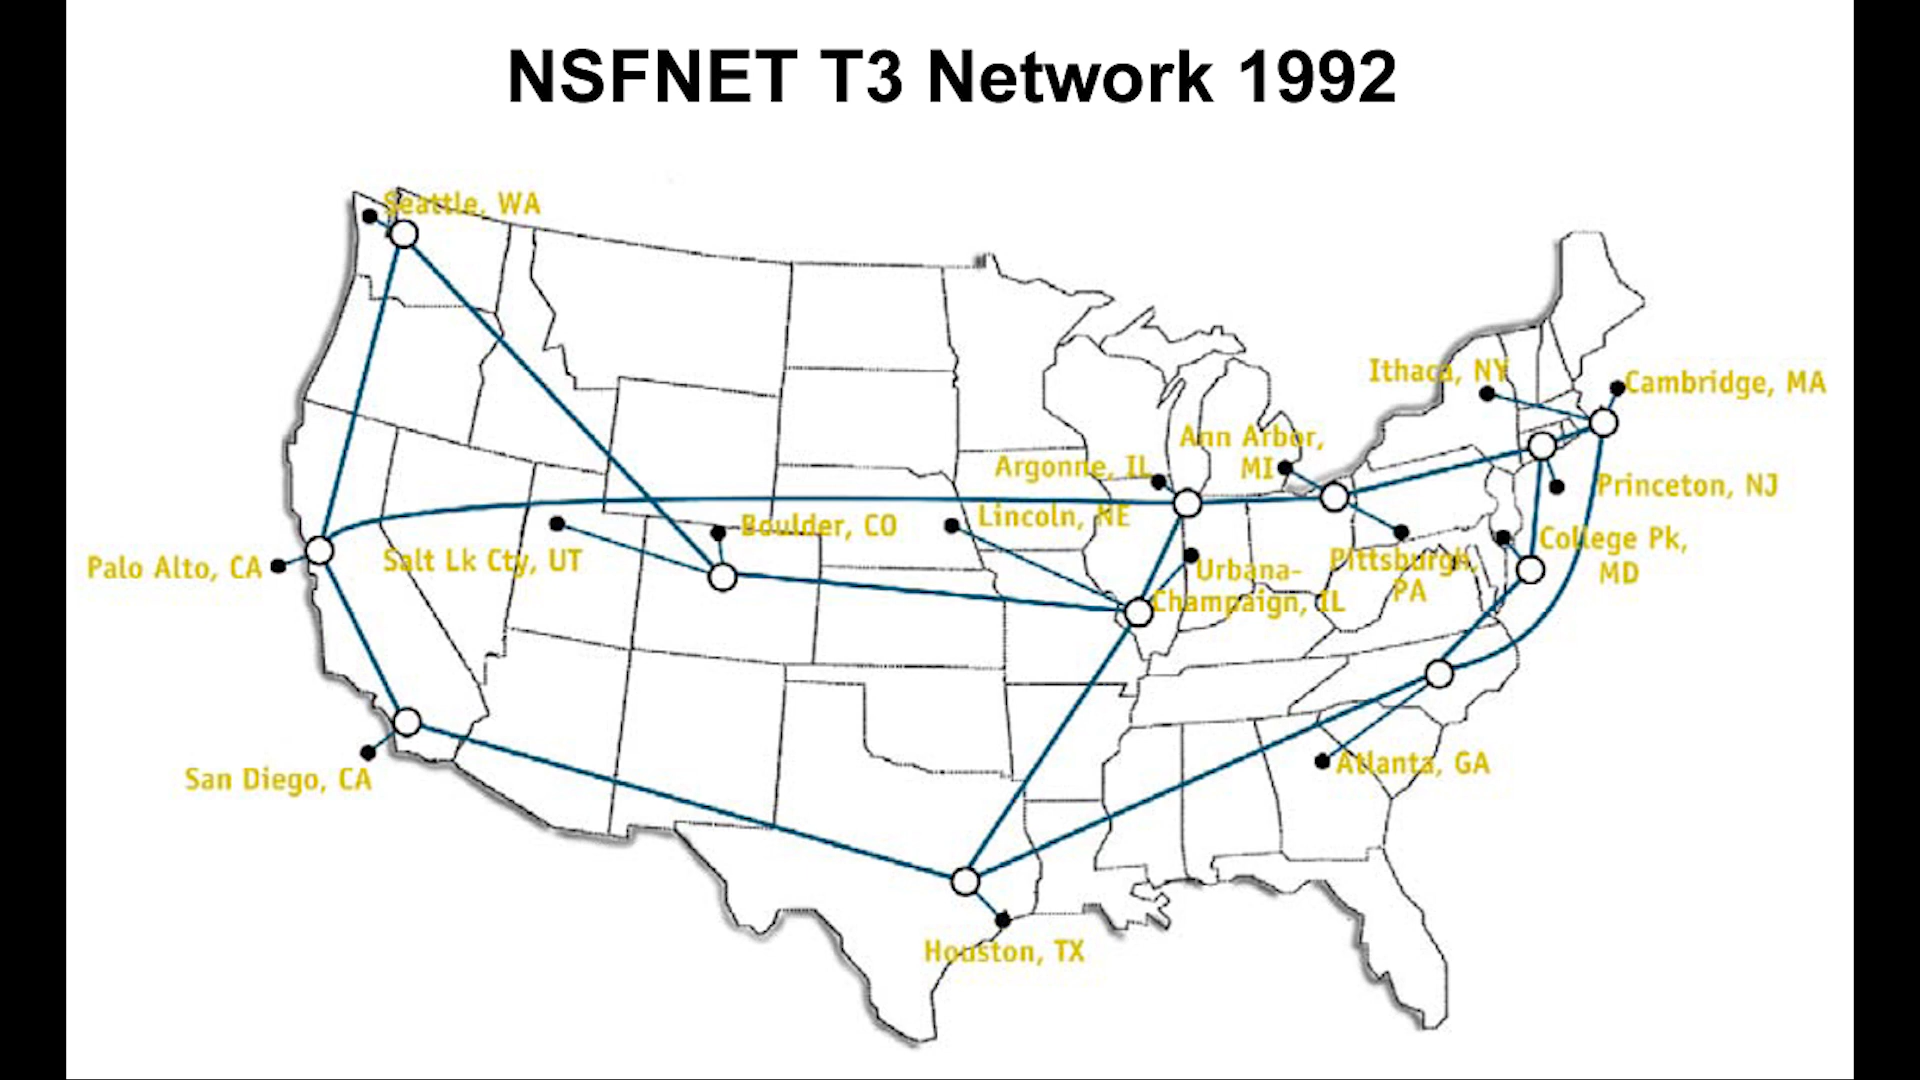 NSFNET T3 Network 1992
Seattle, WA
Ithaca, NY
Cambridge, MA
Ann Arbor,
MI
Argonne, IL
Princeton, NJ
Lincoln, NE
Boulder, CO
College Pk,
MD
Palo Alto, CA
Salt Lk Cty, UT
Pittsburgh,
PA
Urbana-
Champaign, IL
Atlanta, GA
San Diego, CA
Houston, TX